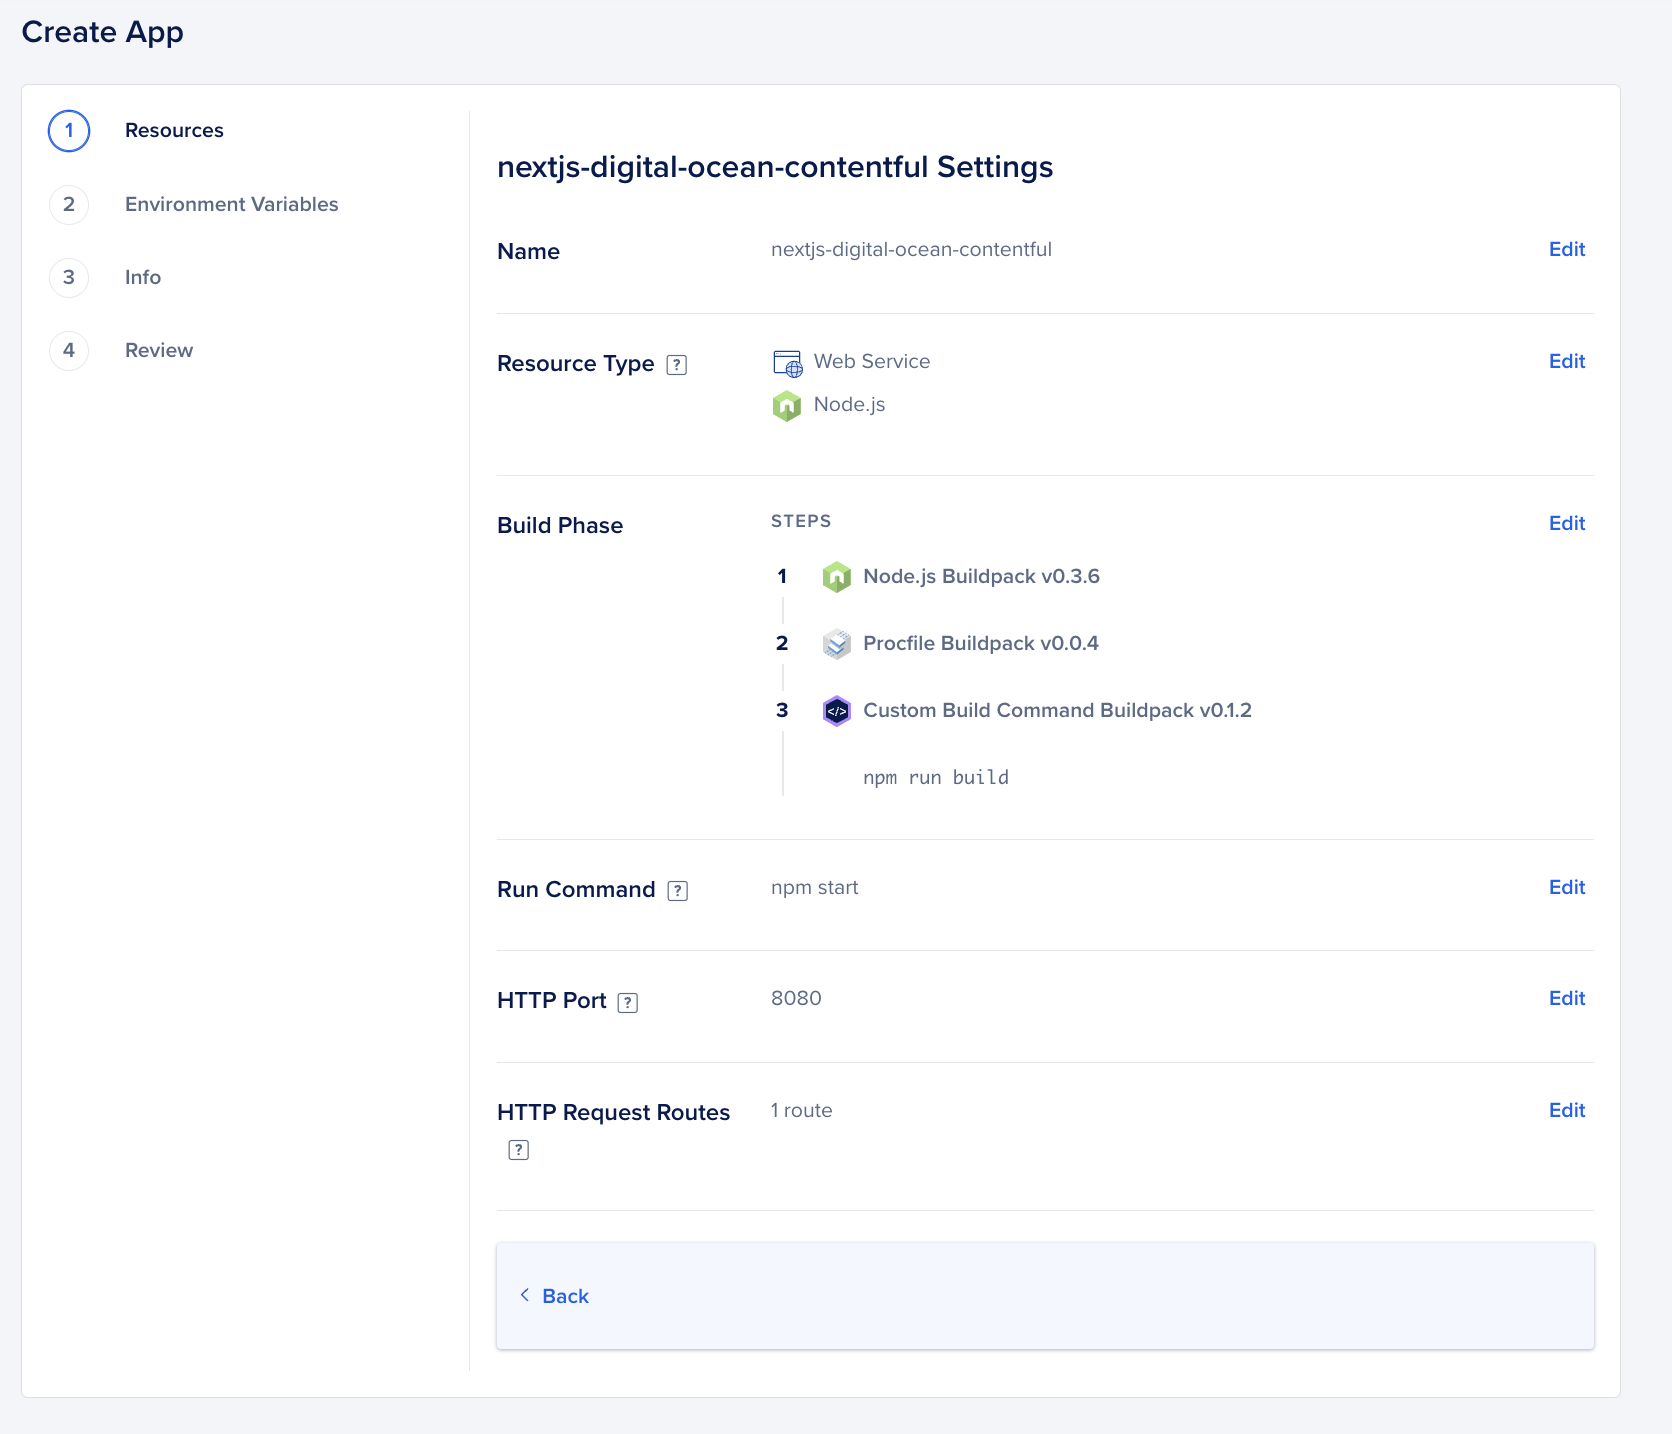 Create App
1 Resources
2 Environment Variables
3 Info
4 Review
nextjs-digital-ocean-contentful Settings
Name nextjs-digital-ocean-contentful Edit
Resource Type ? Web Service Edit
Node.js
Build Phase STEPS Edit
1 Node.js Buildpack v0.3.6
2 Procfile Buildpack v0.0.4
3 </> Custom Build Command Buildpack v0.1.2
npm run build
Run Command ? npm start Edit
HTTP Port ? 8080 Edit
HTTP Request Routes 1 route Edit
?
< Back